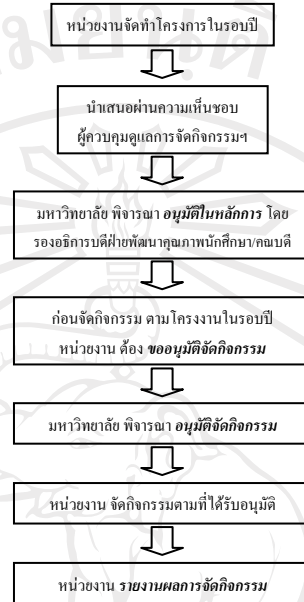 หน่วยงานจัดทำโครงการในรอบปี
นำเสนอผ่านความเห็นชอบ
ผู้ควบคุมดูแลการจัดกิจกรรมฯ
มหาวิทยาลัย พิจารณา อนุมัติในหลักการ โดย
รองอธิการบดีฝ่ายพัฒนาคุณภาพนักศึกษา/คณบดี
ก่อนจัดกิจกรรม ตามโครงงานในรอบปี
หน่วยงาน ต้อง ขออนุมัติจัดกิจกรรม
มหาวิทยาลัย พิจารณา อนุมัติจัดกิจกรรม
หน่วยงาน จัดกิจกรรมตามที่ได้รับอนุมัติ
หน่วยงาน รายงานผลการจัดกิจกรรม